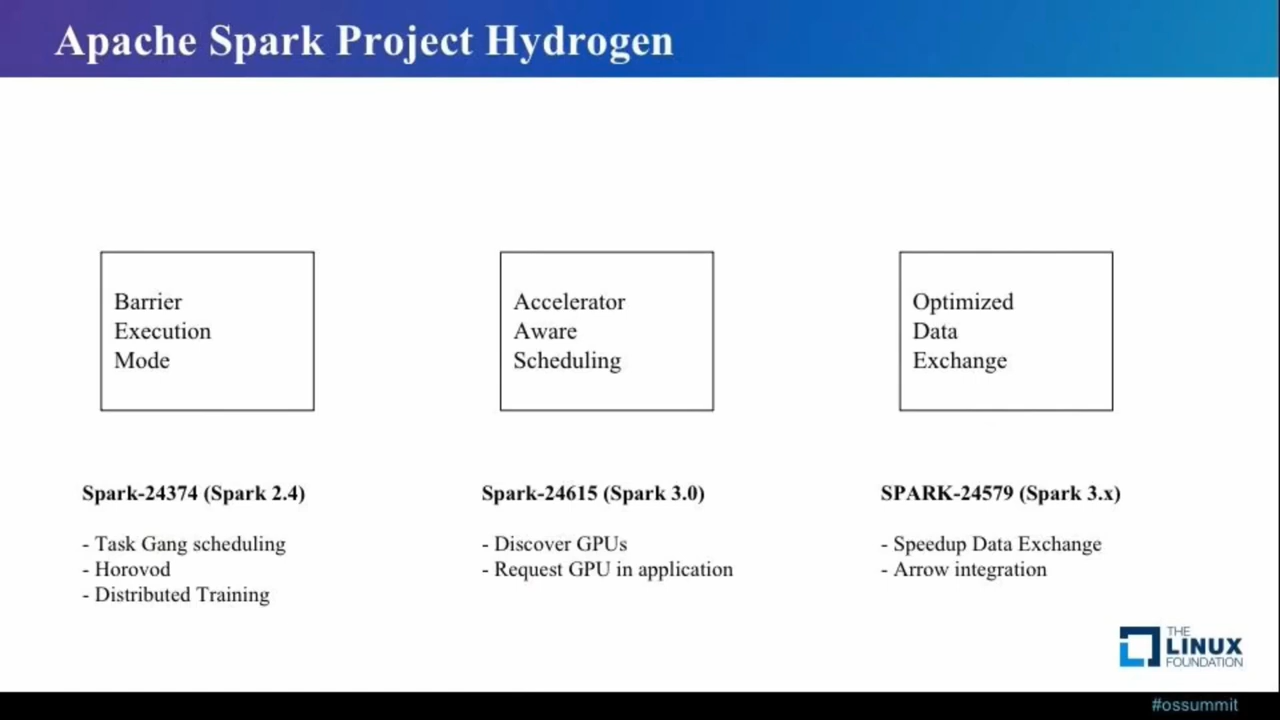 Apache Spark Project Hydrogen
Barrier
Execution
Mode
Accelerator
Aware
Scheduling
Optimized
Data
Exchange
Spark-24374 (Spark 2.4)
- Task Gang scheduling
- Horovod
- Distributed Training
Spark-24615 (Spark 3.0)
- Discover GPUs
- Request GPU in application
SPARK-24579 (Spark 3.x)
- Speedup Data Exchange
- Arrow integration
THE
LINUX
FOUNDATION
#ossummit